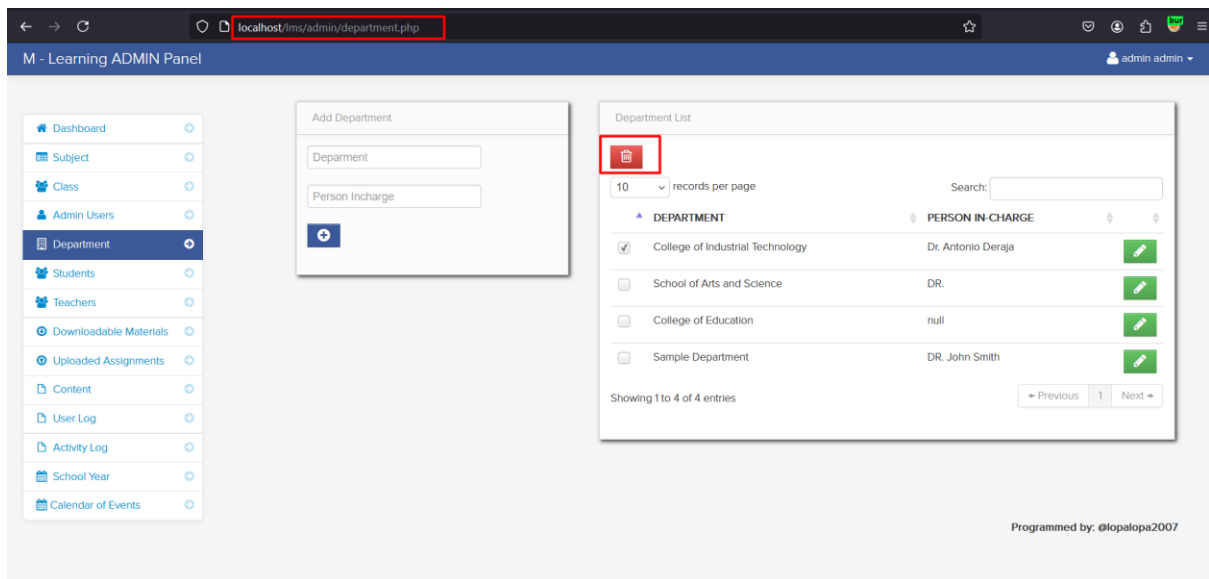 localhost/lms/admin/department.php
bur
M - Learning ADMIN Panel
admin admin
Dashboard
Subject
Class
Admin Users
Department
Students
Teachers
Downloadable Materials
Uploaded Assignments
Content
User Log
Activity Log
School Year
Calendar of Events
Add Department
Deparment
Person Incharge
Department List
10 records per page
Search:
DEPARTMENT PERSON IN-CHARGE
College of Industrial Technology Dr. Antonio Deraja
School of Arts and Science DR.
College of Education null
Sample Department DR. John Smith
Showing 1 to 4 of 4 entries
Previous 1 Next
Programmed by: @lopalopa2007